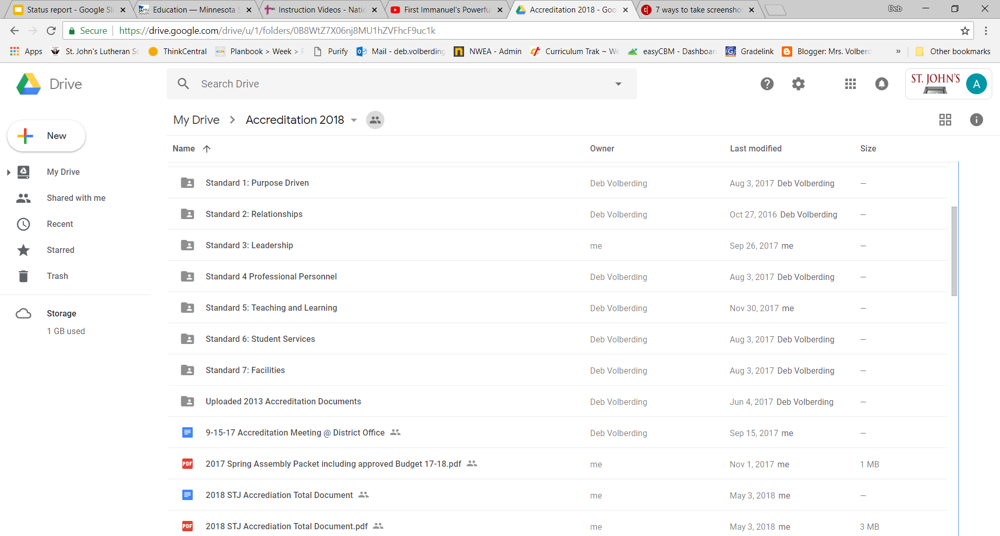 Status report - Google Sli
Education — Minnesota S
Instruction Videos - Natio
First Immanuel's Powerful
Accreditation 2018 - Goo
7 ways to take screensho
Deb
Secure https://drive.google.com/drive/u/1/folders/0B8WtZ7X06nj8MU1hZVFhcF9uc1k
Apps St. John's Lutheran Sc ThinkCentral Planbook > Week > Purify Mail - deb.volberding NWEA - Admin Curriculum Trak ~ We easyCBM - Dashboar Gradelink Blogger: Mrs. Volberd » Other bookmarks
Drive
Search Drive
ST. JOHN'S A
My Drive > Accreditation 2018
New
Name Owner Last modified Size
My Drive
Shared with me
Recent
Starred
Trash
Storage
1 GB used
Standard 1: Purpose Driven Deb Volberding Aug 3, 2017 Deb Volberding —
Standard 2: Relationships Deb Volberding Oct 27, 2016 Deb Volberding —
Standard 3: Leadership me Sep 26, 2017 me —
Standard 4 Professional Personnel Deb Volberding Aug 3, 2017 Deb Volberding —
Standard 5: Teaching and Learning Deb Volberding Nov 30, 2017 me —
Standard 6: Student Services Deb Volberding Aug 3, 2017 Deb Volberding —
Standard 7: Facilities Deb Volberding Aug 3, 2017 Deb Volberding —
Uploaded 2013 Accreditation Documents Deb Volberding Jun 4, 2017 Deb Volberding —
9-15-17 Accreditation Meeting @ District Office Deb Volberding Sep 15, 2017 me —
PDF 2017 Spring Assembly Packet including approved Budget 17-18.pdf me Nov 1, 2017 me 1 MB
2018 STJ Accrediation Total Document me May 3, 2018 me —
PDF 2018 STJ Accrediation Total Document.pdf me May 3, 2018 me 3 MB